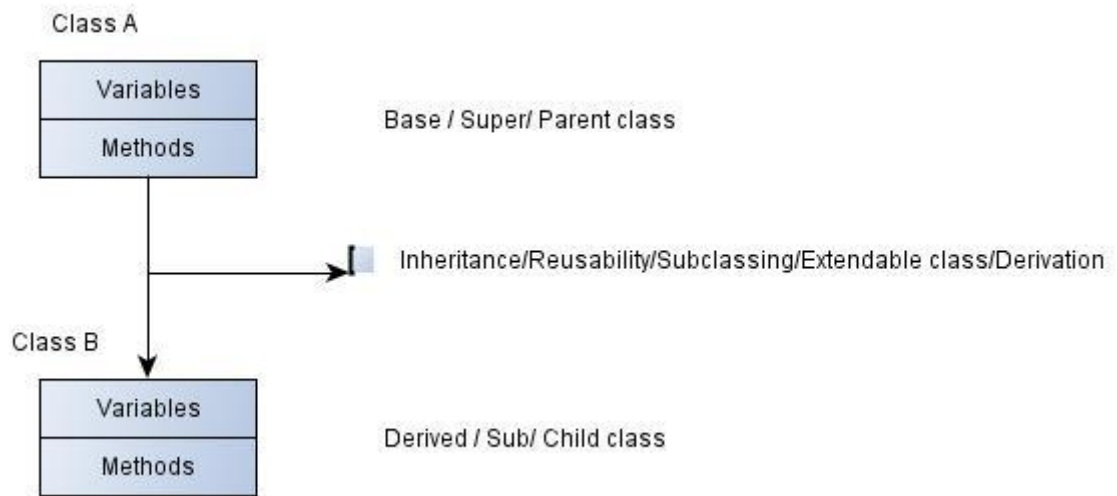 Class A
Variables
Methods
Base / Super/ Parent class
Inheritance/Reusability/Subclassing/Extendable class/Derivation
Class B
Variables
Methods
Derived / Sub/ Child class